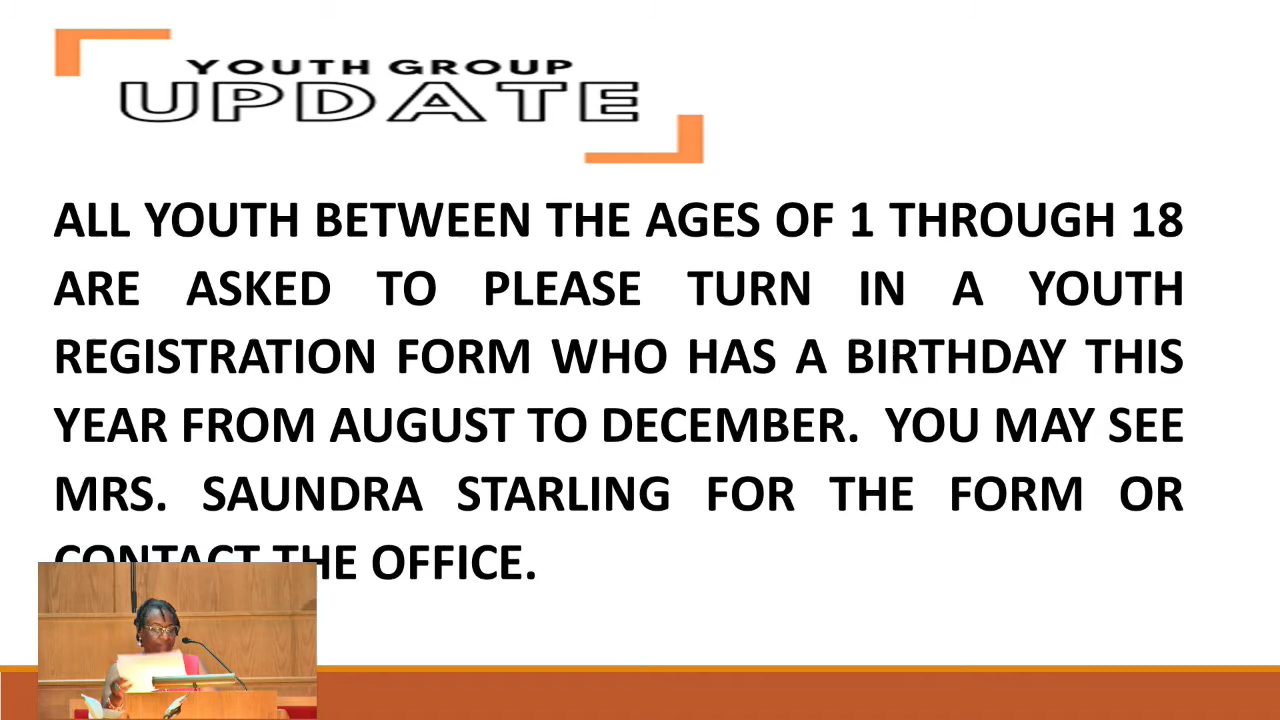 YOUTH GROUP
UPDATE
ALL YOUTH BETWEEN THE AGES OF 1 THROUGH 18
ARE ASKED TO PLEASE TURN IN A YOUTH
REGISTRATION FORM WHO HAS A BIRTHDAY THIS
YEAR FROM AUGUST TO DECEMBER. YOU MAY SEE
MRS. SAUNDRA STARLING FOR THE FORM OR
CONTACT THE OFFICE.